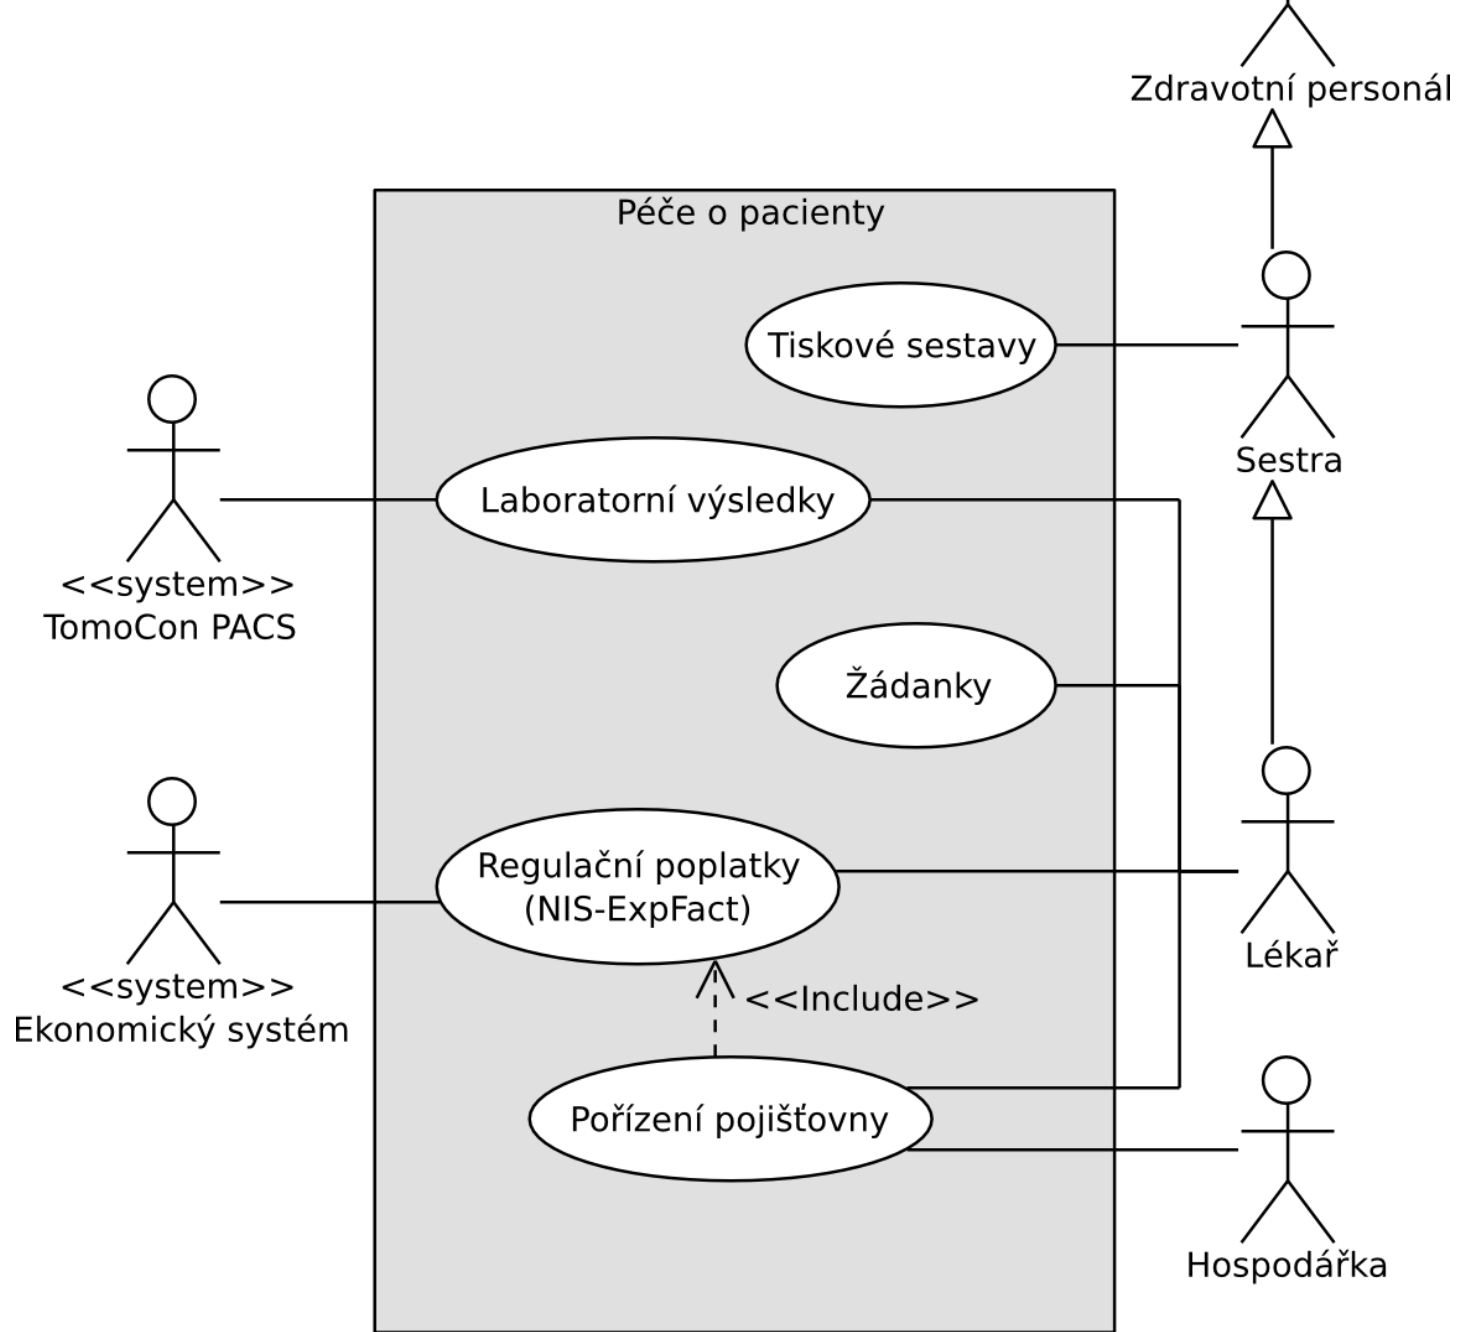 Zdravotní personál
Péče o pacienty
Tiskové sestavy
Sestra
Laboratorní výsledky
<<system>>
TomoCon PACS
Žádanky
Regulační poplatky
(NIS-ExpFact)
Lékař
<<system>>
Ekonomický systém
<<Include>>
Pořízení pojišťovny
Hospodářka